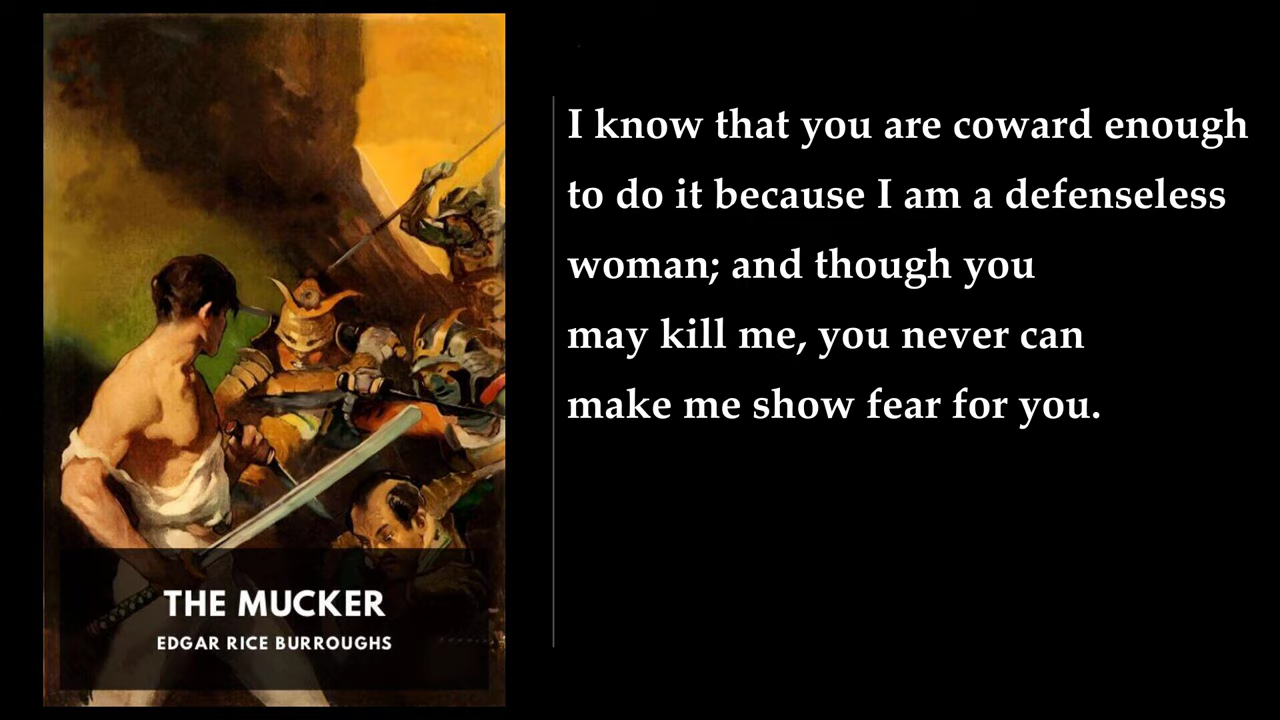 THE MUCKER
EDGAR RICE BURROUGHS
I know that you are coward enough
to do it because I am a defenseless
woman; and though you
may kill me, you never can
make me show fear for you.